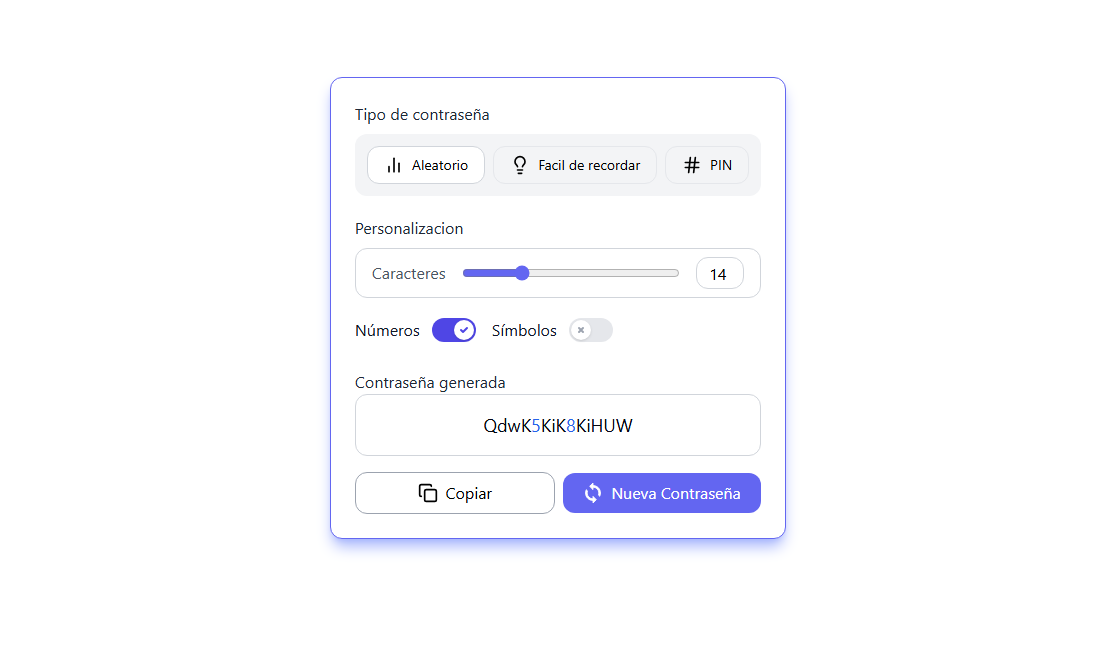 Tipo de contraseña
Aleatorio Facil de recordar PIN
Personalizacion
Caracteres 14
Números Símbolos
Contraseña generada
QdwK5KiK8KiHUW
Copiar Nueva Contraseña